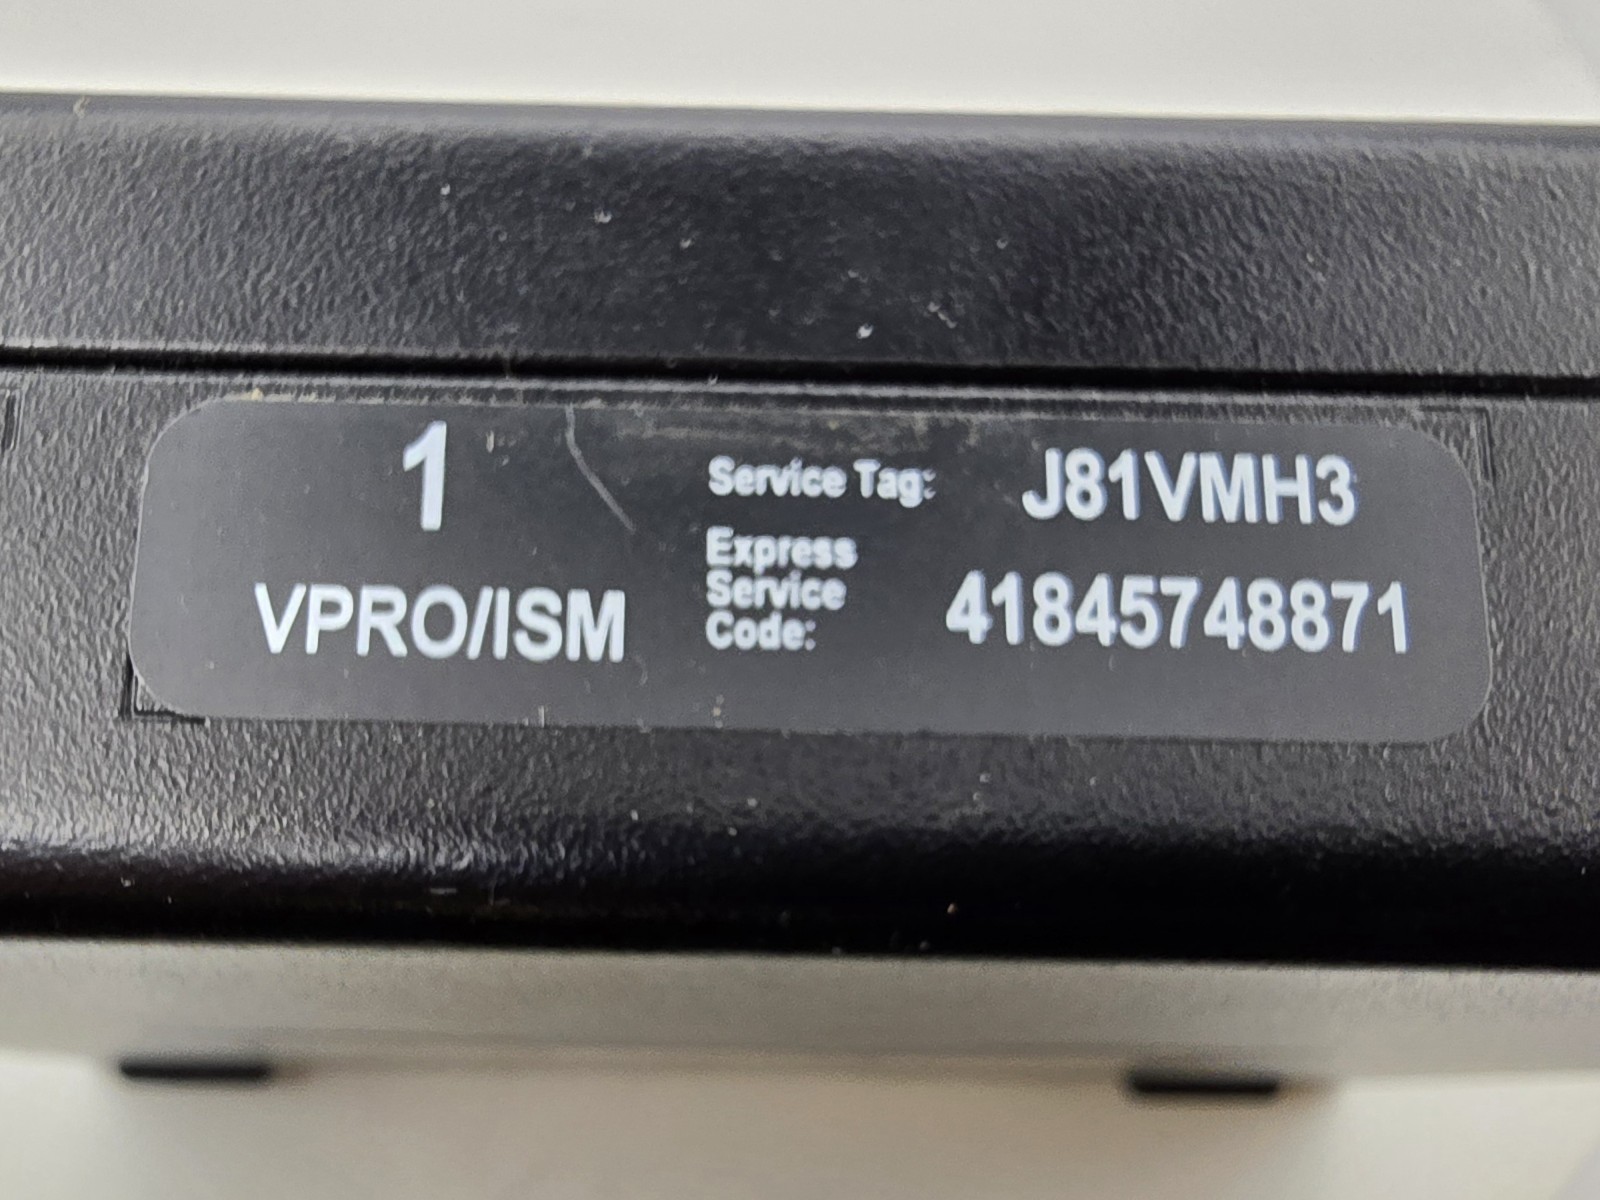 1
VPRO/ISM
Service Tag: J81VMH3
Express
Service
Code: 41845748871